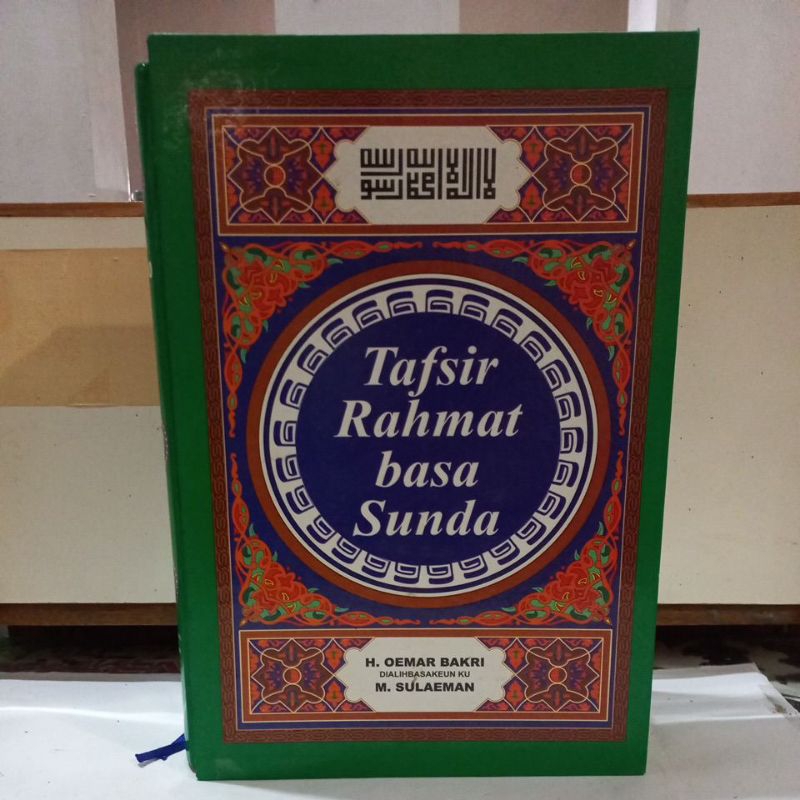 Tafsir
Rahmat
basa
Sunda
H. OEMAR BAKRI
DIALIHBASAKEUN KU
M. SULAEMAN